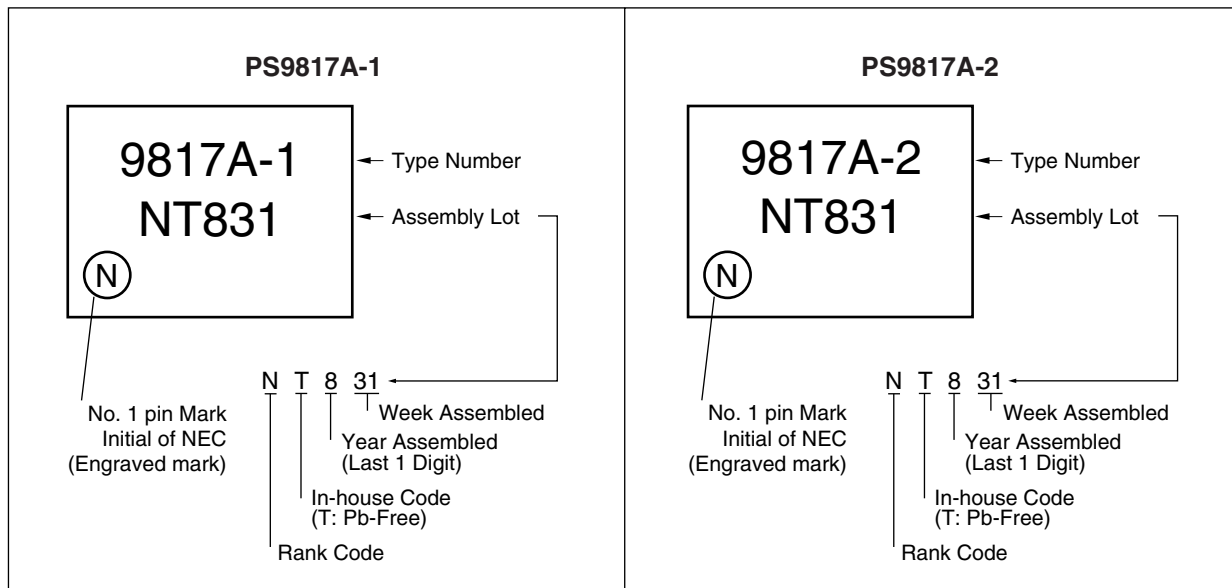 PS9817A-1
9817A-1
NT831
N
Type Number
Assembly Lot
N T 8 31
No. 1 pin Mark
Initial of NEC
(Engraved mark)
Week Assembled
Year Assembled
(Last 1 Digit)
In-house Code
(T: Pb-Free)
Rank Code
PS9817A-2
9817A-2
NT831
N
Type Number
Assembly Lot
N T 8 31
No. 1 pin Mark
Initial of NEC
(Engraved mark)
Week Assembled
Year Assembled
(Last 1 Digit)
In-house Code
(T: Pb-Free)
Rank Code